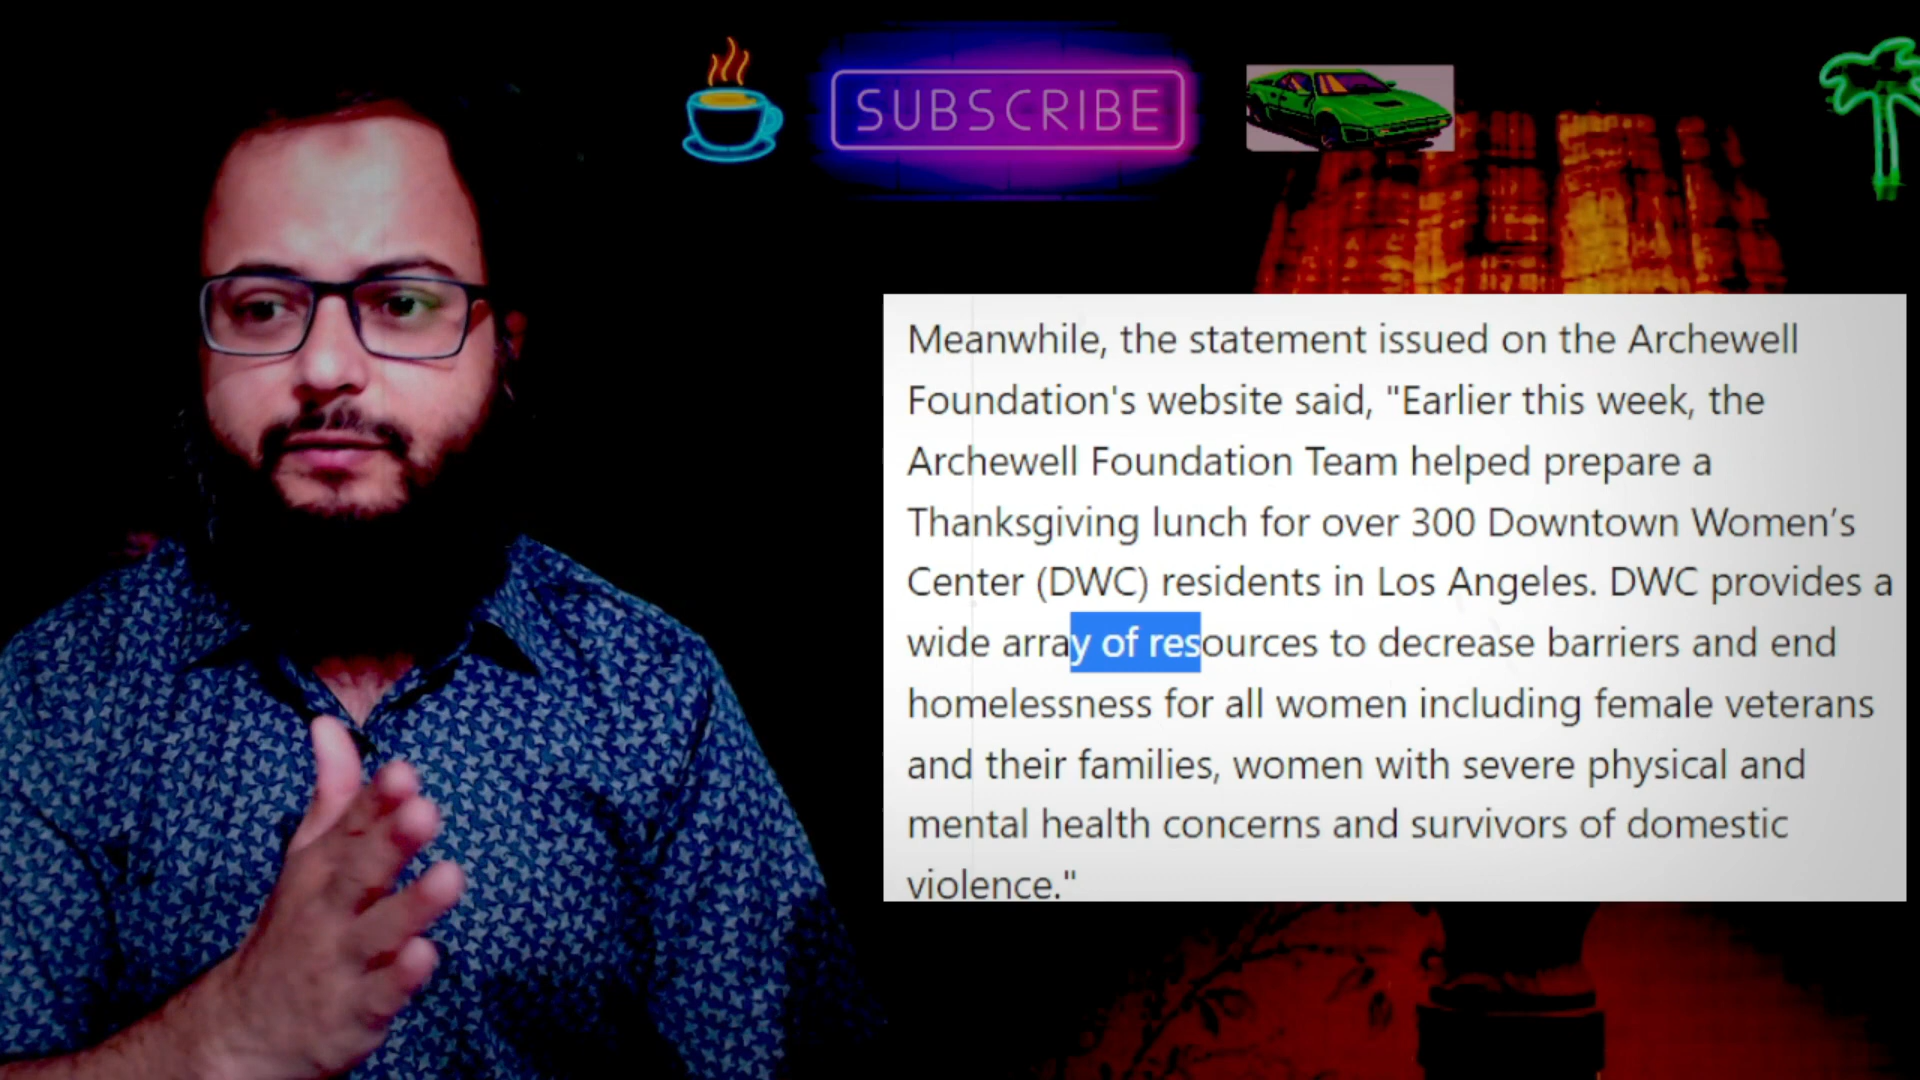 SUBSCRIBE
Meanwhile, the statement issued on the Archewell
Foundation's website said, "Earlier this week, the
Archewell Foundation Team helped prepare a
Thanksgiving lunch for over 300 Downtown Women’s
Center (DWC) residents in Los Angeles. DWC provides a
wide array of resources to decrease barriers and end
homelessness for all women including female veterans
and their families, women with severe physical and
mental health concerns and survivors of domestic
violence."